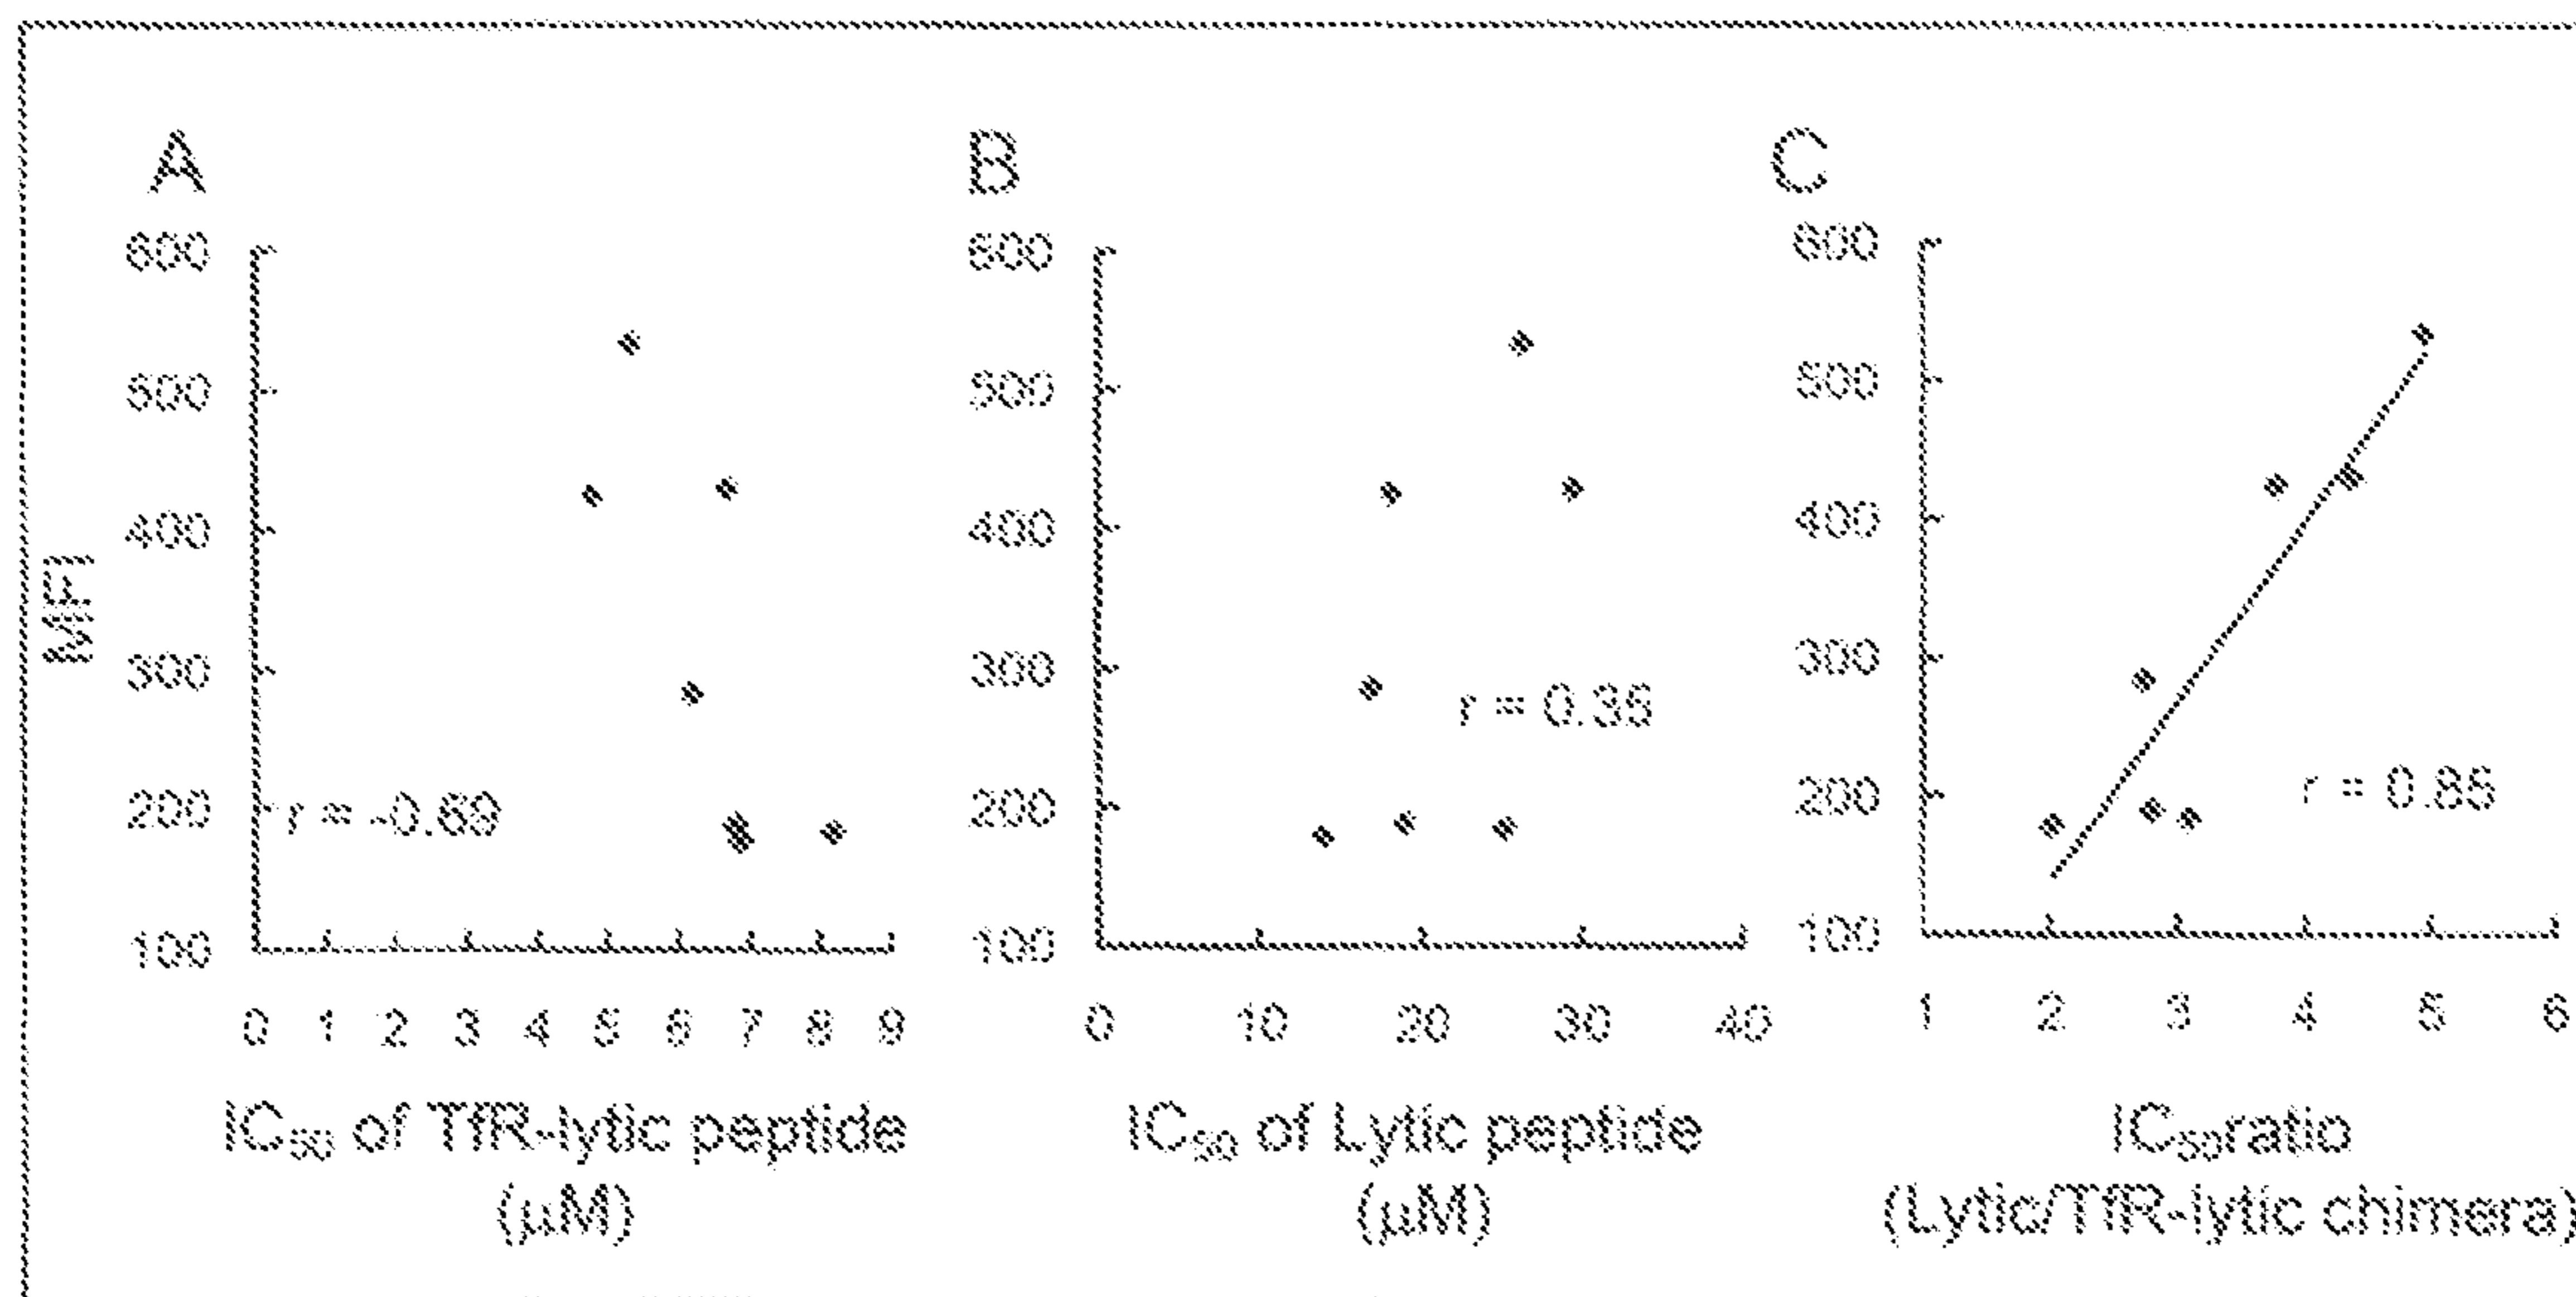 A
B
C
MFI
600
500
400
300
200
100
r = -0.69
0 1 2 3 4 5 6 7 8 9
IC50 of TfR-lytic peptide
(μM)
600
500
400
300
200
100
r = 0.35
0 10 20 30 40
IC50 of Lytic peptide
(μM)
600
500
400
300
200
100
r = 0.85
1 2 3 4 5 6
IC50ratio
(Lytic/TfR-lytic chimera)